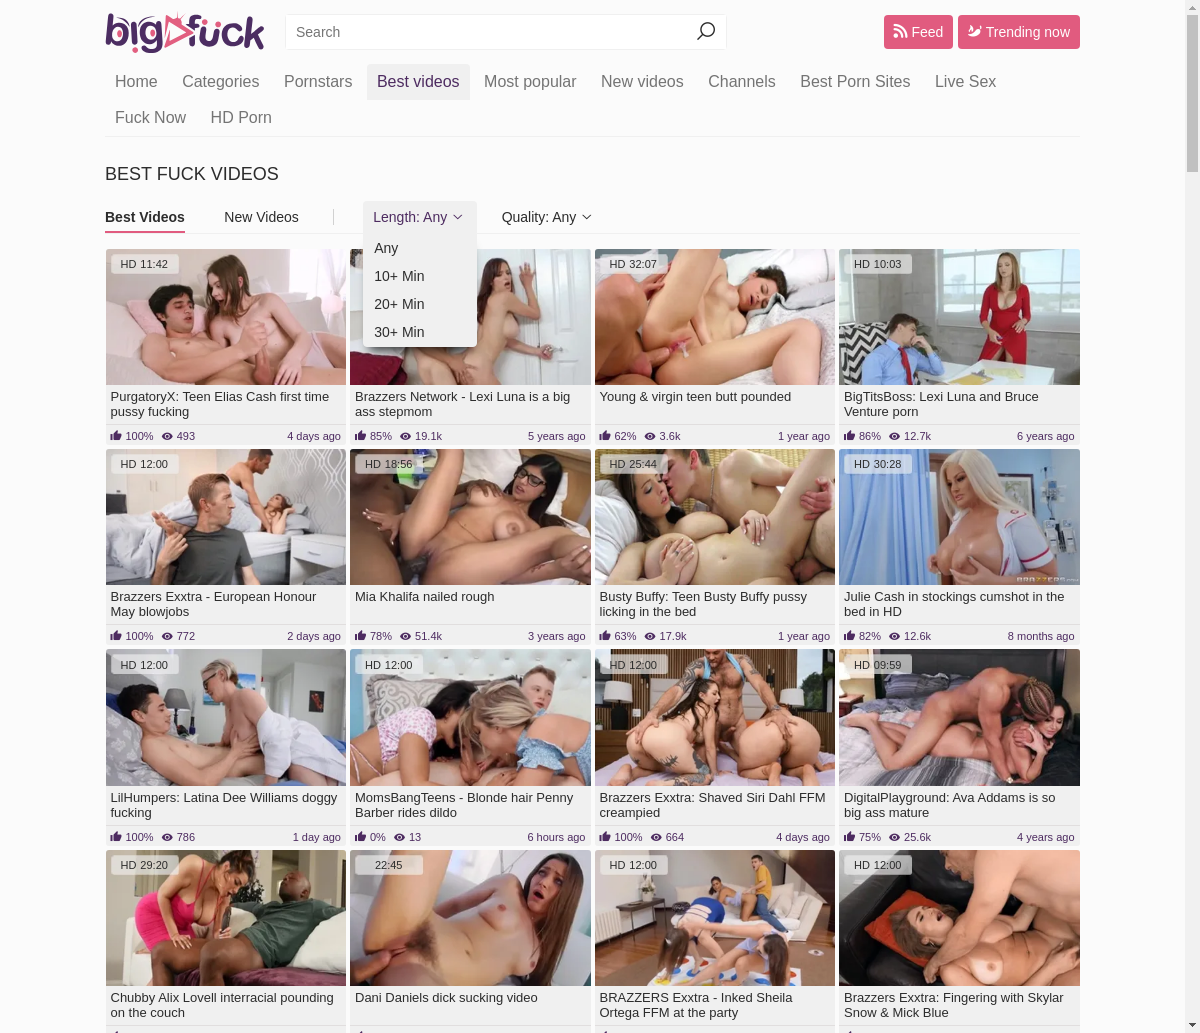 bigfuck
Search
Feed
Trending now
Home Categories Pornstars Best videos Most popular New videos Channels Best Porn Sites Live Sex
Fuck Now HD Porn
BEST FUCK VIDEOS
Best Videos New Videos Length: Any Quality: Any
Any
10+ Min
20+ Min
30+ Min
HD 11:42
HD 32:07
HD 10:03
PurgatoryX: Teen Elias Cash first time
pussy fucking
100% 493 4 days ago
Brazzers Network - Lexi Luna is a big
ass stepmom
85% 19.1k 5 years ago
Young & virgin teen butt pounded
62% 3.6k 1 year ago
BigTitsBoss: Lexi Luna and Bruce
Venture porn
86% 12.7k 6 years ago
HD 12:00
HD 18:56
HD 25:44
HD 30:28
BRAZZERS
Brazzers Exxtra - European Honour
May blowjobs
100% 772 2 days ago
Mia Khalifa nailed rough
78% 51.4k 3 years ago
Busty Buffy: Teen Busty Buffy pussy
licking in the bed
63% 17.9k 1 year ago
Julie Cash in stockings cumshot in the
bed in HD
82% 12.6k 8 months ago
HD 12:00
HD 12:00
HD 12:00
HD 09:59
LilHumpers: Latina Dee Williams doggy
fucking
100% 786 1 day ago
MomsBangTeens - Blonde hair Penny
Barber rides dildo
0% 13 6 hours ago
Brazzers Exxtra: Shaved Siri Dahl FFM
creampied
100% 664 4 days ago
DigitalPlayground: Ava Addams is so
big ass mature
75% 25.6k 4 years ago
HD 29:20
22:45
HD 12:00
HD 12:00
Chubby Alix Lovell interracial pounding
on the couch
Dani Daniels dick sucking video
BRAZZERS Exxtra - Inked Sheila
Ortega FFM at the party
Brazzers Exxtra: Fingering with Skylar
Snow & Mick Blue